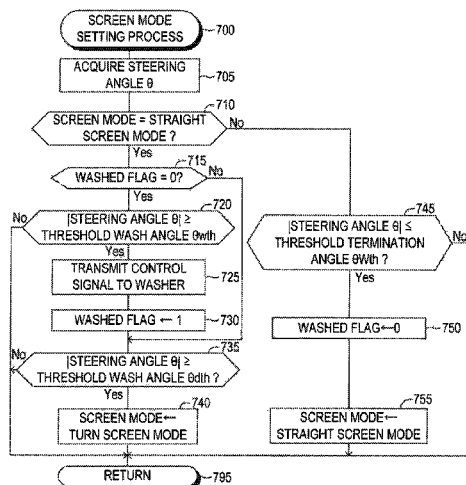 SCREEN MODE
SETTING PROCESS
700
ACQUIRE STEERING
ANGLE θ
705
710
SCREEN MODE = STRAIGHT
SCREEN MODE ?
No
Yes
715
WASHED FLAG = 0?
No
Yes
720
No
|STEERING ANGLE θ| ≥
THRESHOLD WASH ANGLE θwth
Yes
TRANSMIT CONTROL
SIGNAL TO WASHER
725
WASHED FLAG ← 1
730
735
No
|STEERING ANGLE θ| ≥
THRESHOLD WASH ANGLE θdth ?
Yes
740
SCREEN MODE←
TURN SCREEN MODE
745
|STEERING ANGLE θ| ≤
THRESHOLD TERMINATION
ANGLE θWth ?
No
Yes
WASHED FLAG←0
750
755
SCREEN MODE←
STRAIGHT SCREEN MODE
RETURN
795